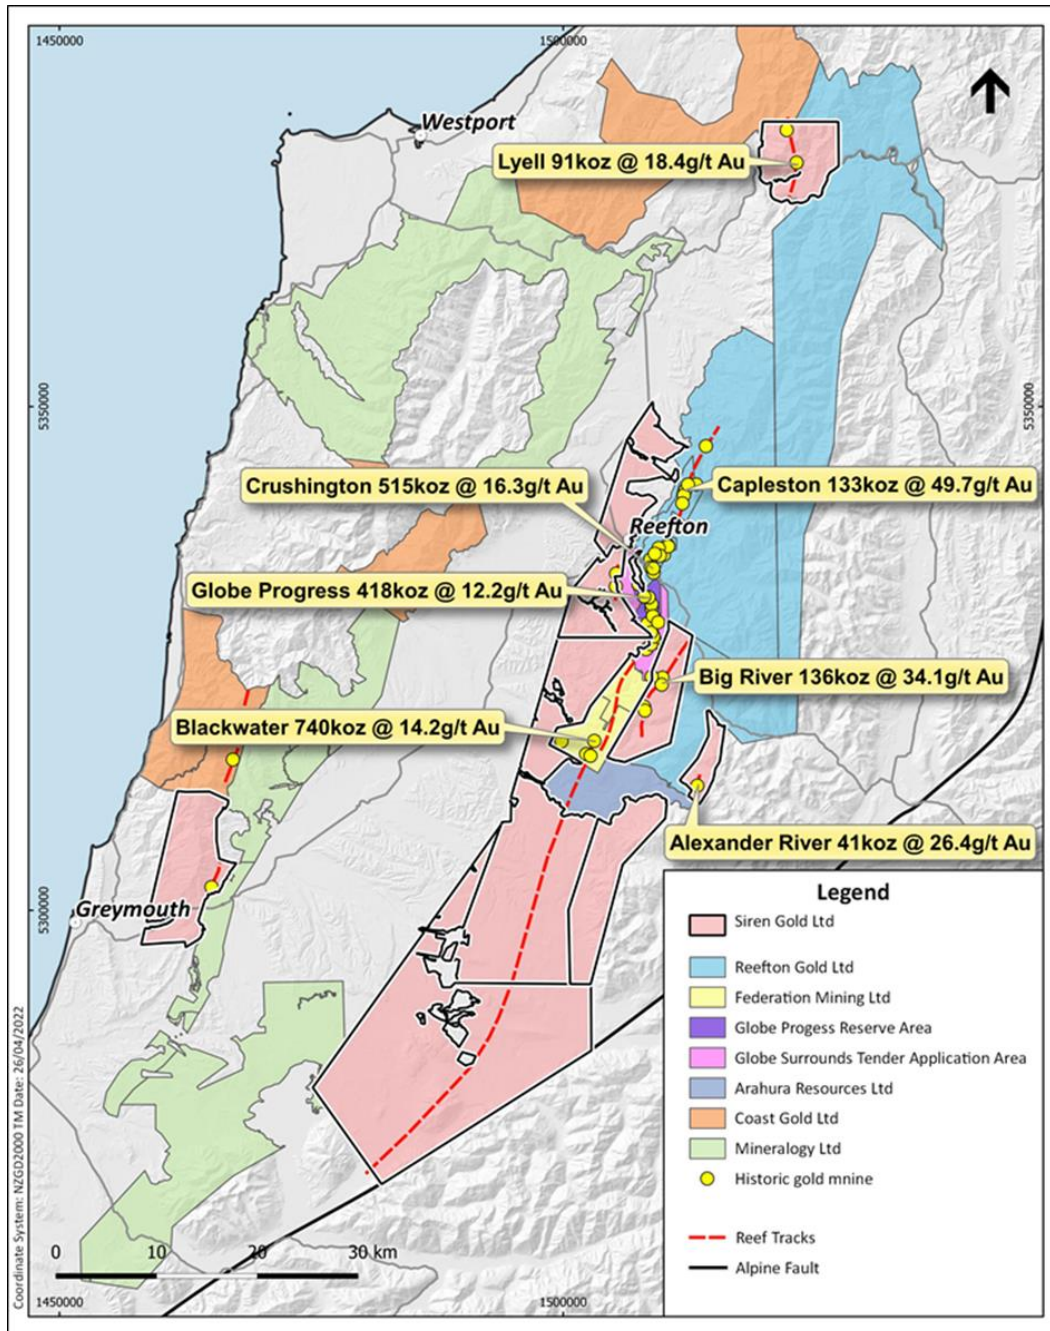 1450000
1500000
Westport
Lyell 91koz @ 18.4g/t Au
5350000
5350000
Crushington 515koz @ 16.3g/t Au
Capleston 133koz @ 49.7g/t Au
Reefton
Globe Progress 418koz @ 12.2g/t Au
Big River 136koz @ 34.1g/t Au
Blackwater 740koz @ 14.2g/t Au
Alexander River 41koz @ 26.4g/t Au
Greymouth
5300000
Legend
Siren Gold Ltd
Reefton Gold Ltd
Federation Mining Ltd
Globe Progess Reserve Area
Globe Surrounds Tender Application Area
Arahura Resources Ltd
Coast Gold Ltd
Mineralogy Ltd
Historic gold mnine
Reef Tracks
Alpine Fault
0 10 20 30 km
Coordinate System: NZGD2000 TM Date: 26/04/2022
1450000
1500000